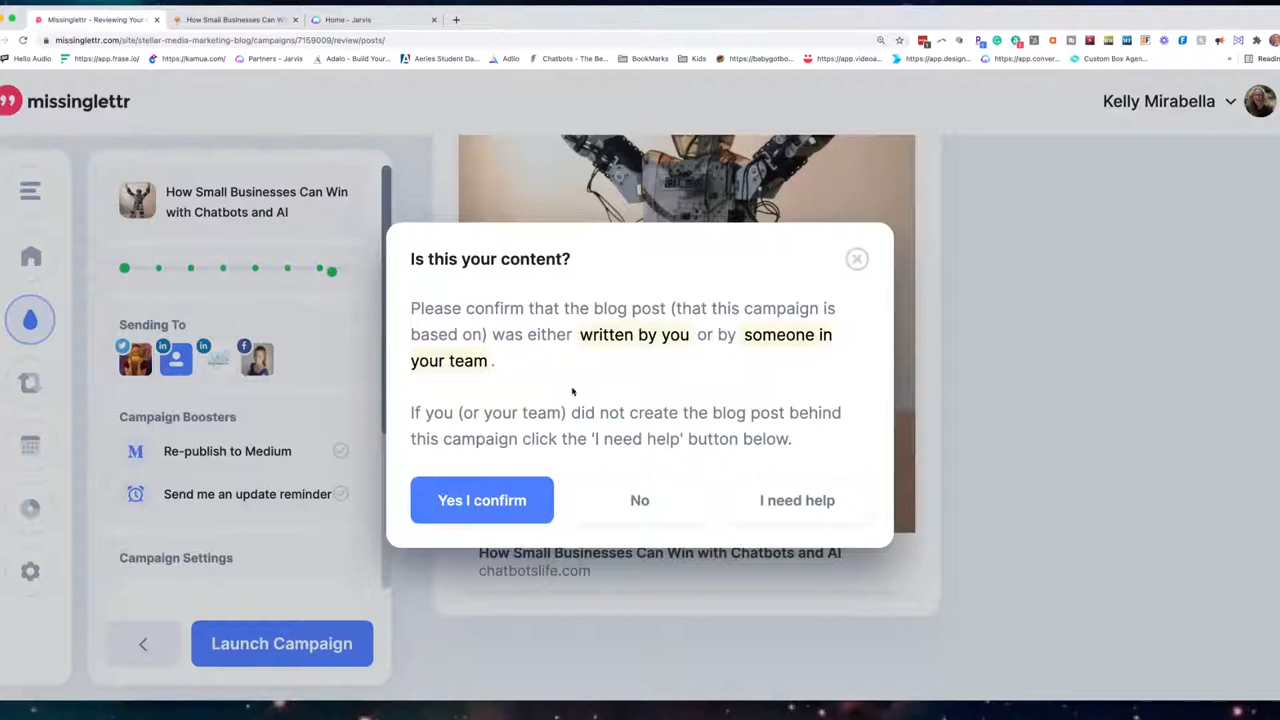 Missinglettr - Reviewing Your
How Small Businesses Can Wi
Home - Jarvis
missinglettr.com/site/stellar-media-marketing-blog/campaigns/7159009/review/posts/
Hello Audio
https://app.frase.io/
https://kamua.com/
Partners - Jarvis
Adalo - Build Your...
Aeries Student Da...
Adilo
Chatbots - The Be...
BookMarks
Kids
https://babygotbo...
https://app.videoa...
https://app.design...
https://app.conver...
Custom Box Agen...
»
Readin
missinglettr
Kelly Mirabella
How Small Businesses Can Win
with Chatbots and AI
Sending To
Campaign Boosters
Re-publish to Medium
Send me an update reminder
Campaign Settings
Launch Campaign
Is this your content?
Please confirm that the blog post (that this campaign is
based on) was either written by you or by someone in
your team.
If you (or your team) did not create the blog post behind
this campaign click the 'I need help' button below.
Yes I confirm
No
I need help
How Small Businesses Can Win with Chatbots and AI
chatbotslife.com